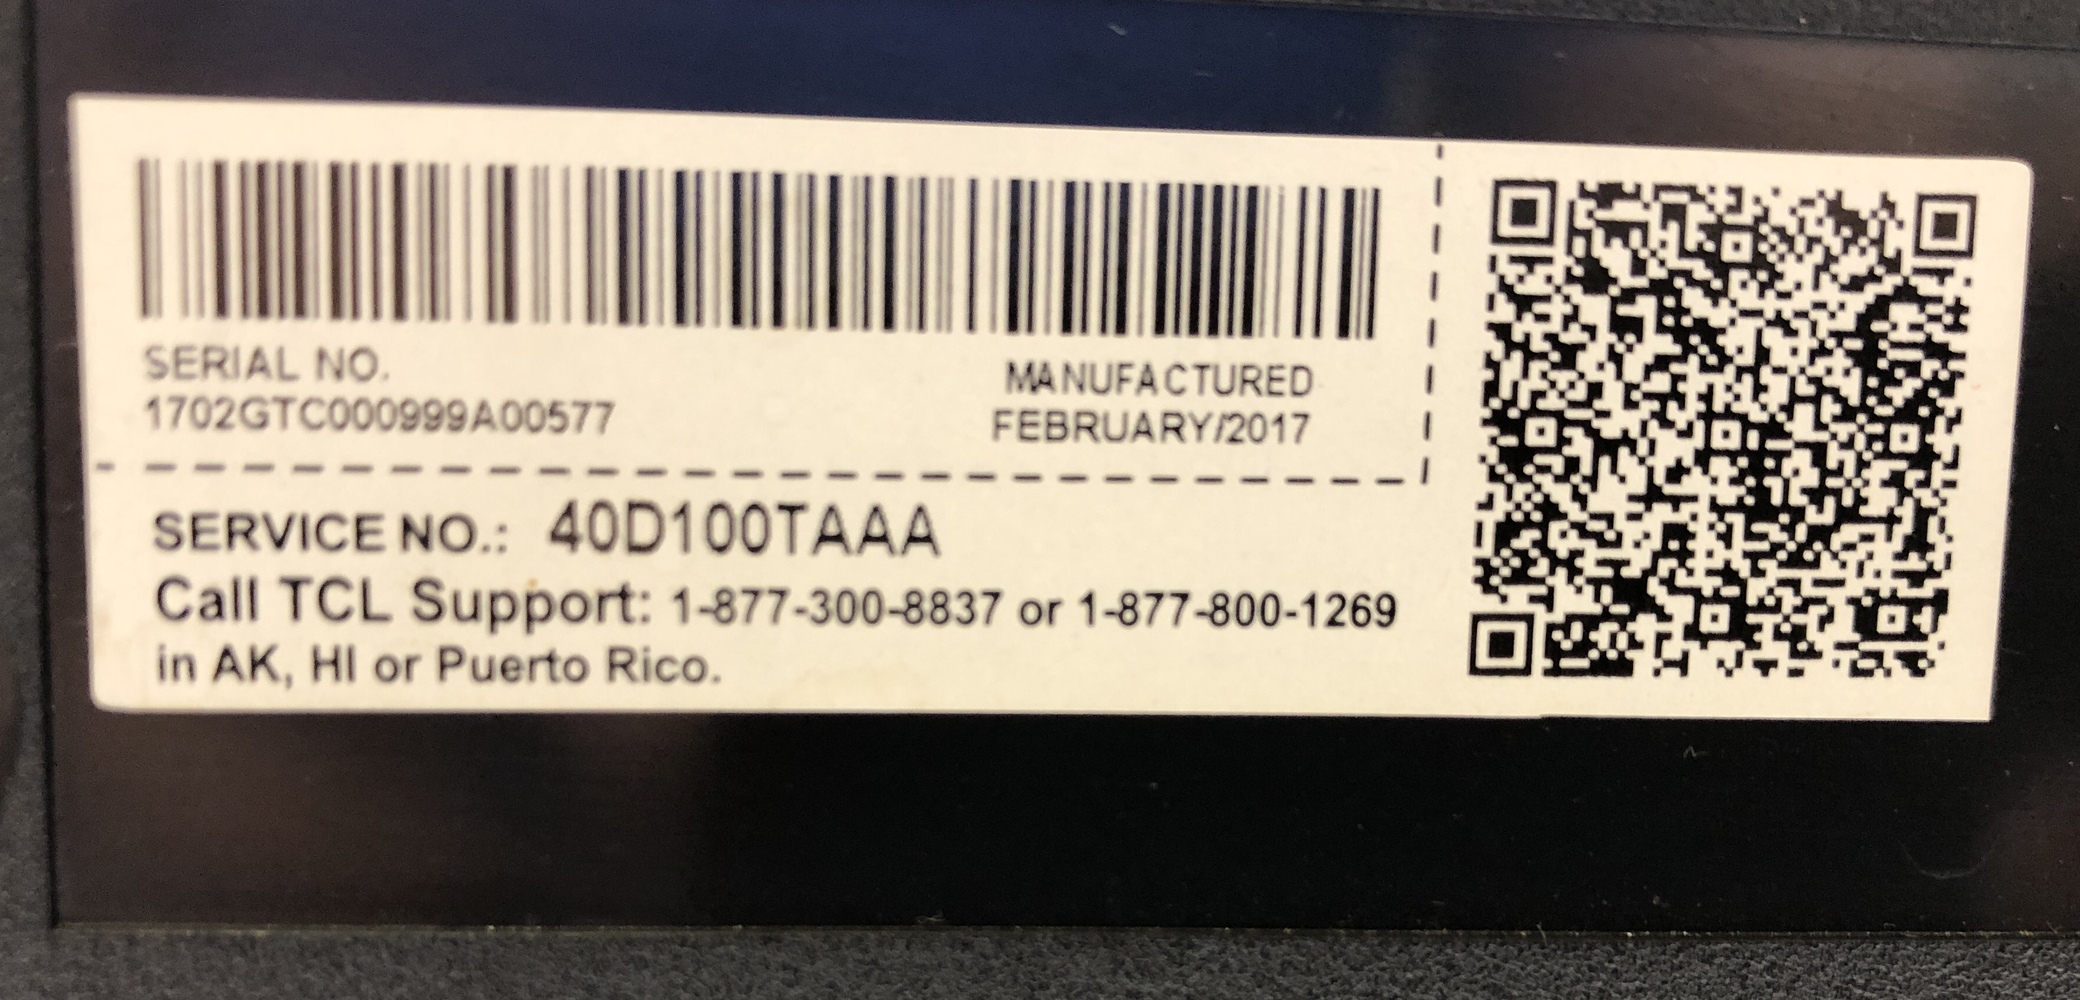 SERIAL NO.
1702GTC000999A00577
MANUFACTURED
FEBRUARY/2017
SERVICE NO.: 40D100TAAA
Call TCL Support: 1-877-300-8837 or 1-877-800-1269
in AK, HI or Puerto Rico.